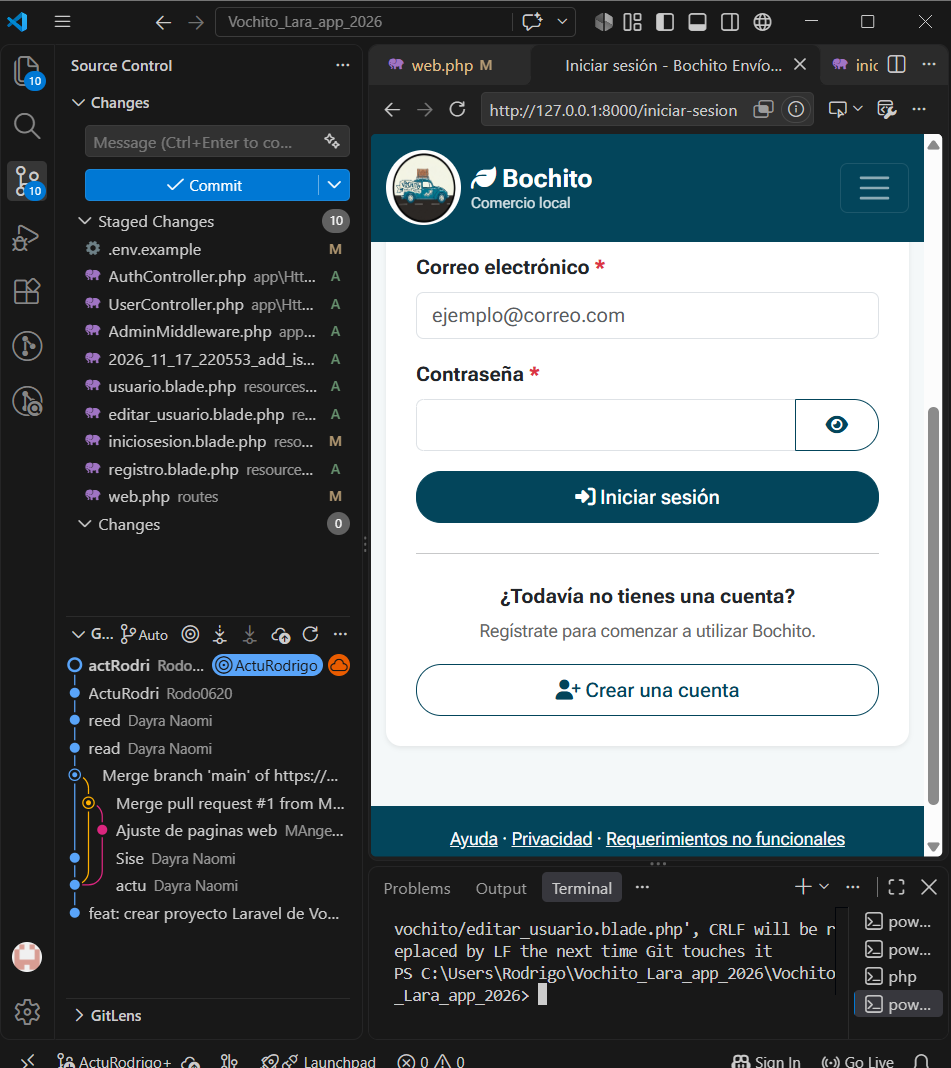 Vochito_Lara_app_2026
Source Control
Changes
Message (Ctrl+Enter to co...
Commit
Staged Changes 10
.env.example M
AuthController.php app\Htt... A
UserController.php app\Htt... A
AdminMiddleware.php app... A
2026_11_17_220553_add_is... A
usuario.blade.php resources... A
editar_usuario.blade.php re... A
iniciosesion.blade.php reso... M
registro.blade.php resource... A
web.php routes M
Changes 0
10
10
G... Auto
actRodri Rodo... ActuRodrigo
ActuRodri Rodo0620
reed Dayra Naomi
read Dayra Naomi
Merge branch 'main' of https://...
Merge pull request #1 from M...
Ajuste de paginas web MAnge...
Sise Dayra Naomi
actu Dayra Naomi
feat: crear proyecto Laravel de Vo...
GitLens
web.php M
Iniciar sesión - Bochito Envío...
inic
http://127.0.0.1:8000/iniciar-sesion
Bochito
Comercio local
Correo electrónico *
ejemplo@correo.com
Contraseña *
Iniciar sesión
¿Todavía no tienes una cuenta?
Regístrate para comenzar a utilizar Bochito.
Crear una cuenta
Ayuda · Privacidad · Requerimientos no funcionales
Problems Output Terminal
vochito/editar_usuario.blade.php', CRLF will be r
eplaced by LF the next time Git touches it
PS C:\Users\Rodrigo\Vochito_Lara_app_2026\Vochito
_Lara_app_2026>
pow...
pow...
php
pow...
ActuRodrigo+ Launchpad 0 0 Sign In Go Live